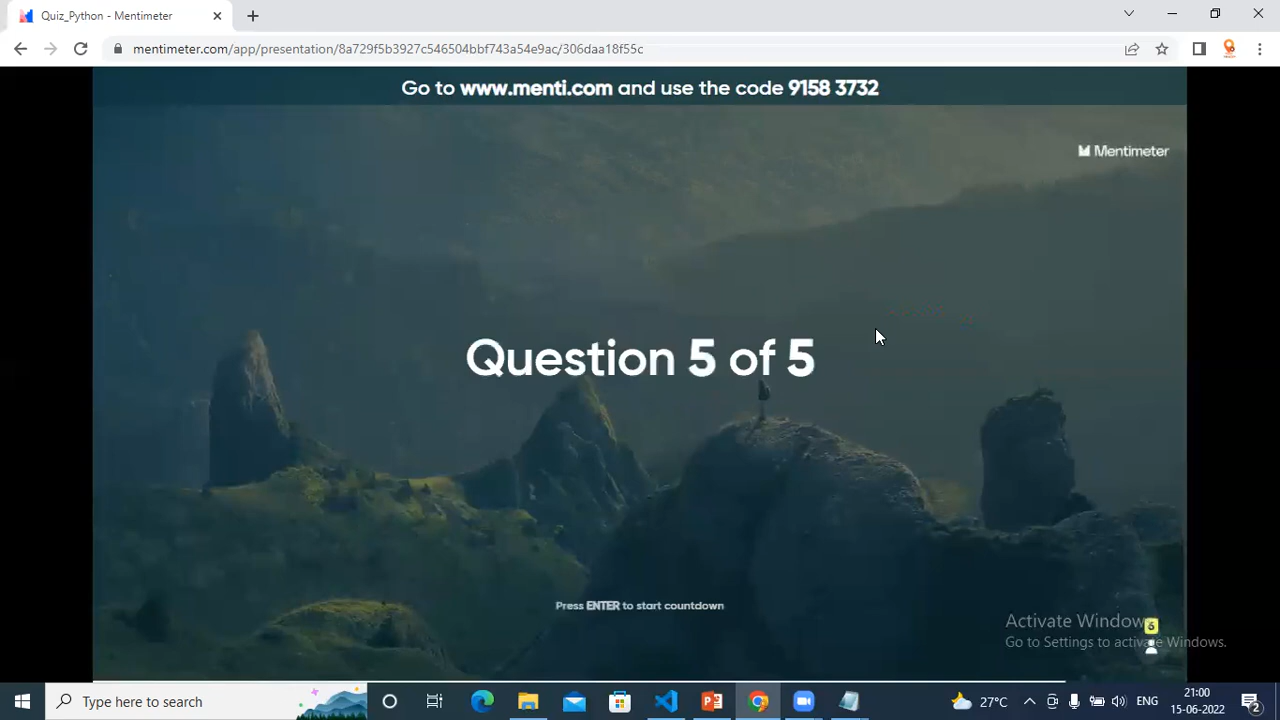 Quiz_Python - Mentimeter
mentimeter.com/app/presentation/8a729f5b3927c546504bbf743a54e9ac/306daa18f55c
Go to www.menti.com and use the code 9158 3732
Mentimeter
Question 5 of 5
Press ENTER to start countdown
Activate Windows
Go to Settings to activate Windows.
Type here to search
27°C
ENG
21:00
15-06-2022
2